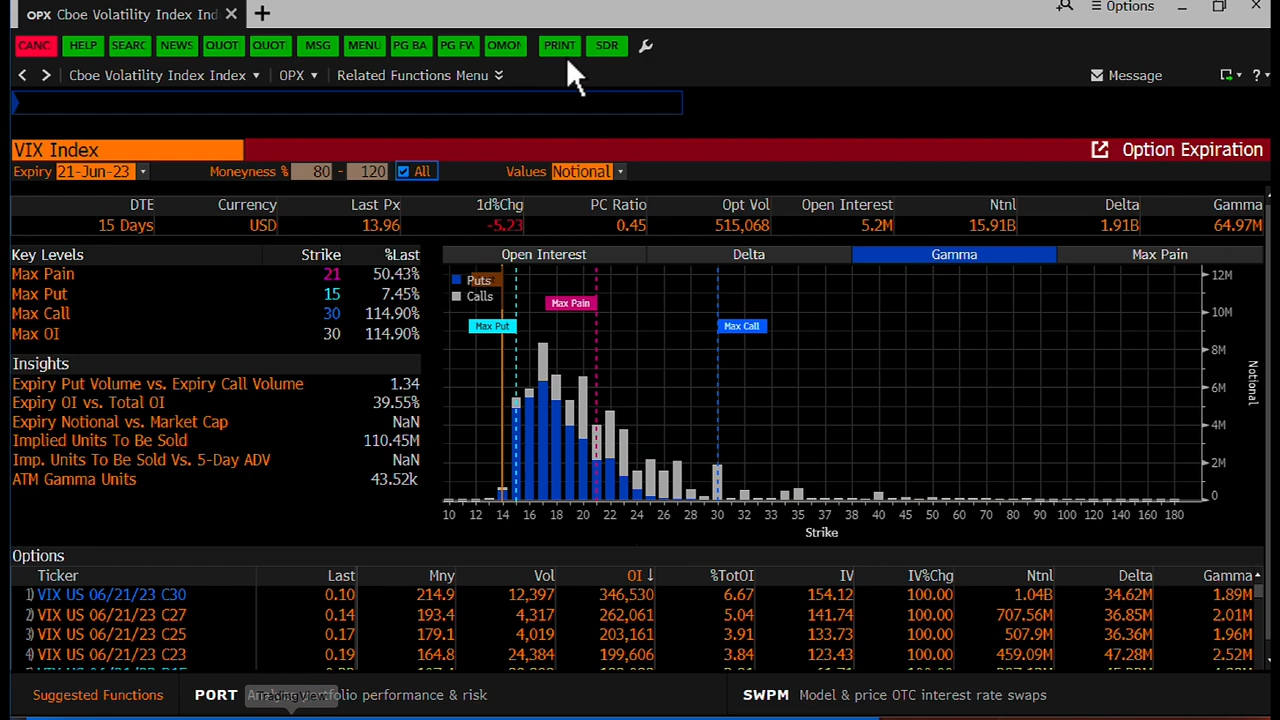 OPX Cboe Volatility Index Ind
Options
CANC HELP SEARC NEWS QUOT QUOT MSG MENU PG BA PG FW OMON PRINT SDR
Cboe Volatility Index Index OPX Related Functions Menu Message ?
VIX Index Option Expiration
Expiry 21-Jun-23 Moneyness % 80 - 120 All Values Notional
DTE Currency Last Px 1d%Chg PC Ratio Opt Vol Open Interest Ntnl Delta Gamma
15 Days USD 13.96 -5.23 0.45 515,068 5.2M 15.91B 1.91B 64.97M
Key Levels Strike %Last
Max Pain 21 50.43%
Max Put 15 7.45%
Max Call 30 114.90%
Max OI 30 114.90%
Insights
Expiry Put Volume vs. Expiry Call Volume 1.34
Expiry OI vs. Total OI 39.55%
Expiry Notional vs. Market Cap NaN
Implied Units To Be Sold 110.45M
Imp. Units To Be Sold Vs. 5-Day ADV NaN
ATM Gamma Units 43.52k
Open Interest Delta Gamma Max Pain
Puts
Calls
Max Pain
Max Put
Max Call
12M
10M
8M
6M
4M
2M
0
Notional
10 12 14 16 18 20 22 24 26 28 30 32 33 35 37 38 40 45 50 60 70 80 90 100 120 140 160 180
Strike
Options
Ticker Last Mny Vol OI ↓ %TotOI IV IV%Chg Ntnl Delta Gamma
1) VIX US 06/21/23 C30 0.10 214.9 12,397 346,530 6.67 154.12 100.00 1.04B 34.62M 1.89M
2) VIX US 06/21/23 C27 0.14 193.4 4,317 262,061 5.04 141.74 100.00 707.56M 36.85M 2.01M
3) VIX US 06/21/23 C25 0.17 179.1 4,019 203,161 3.91 133.73 100.00 507.9M 36.36M 1.96M
4) VIX US 06/21/23 C23 0.19 164.8 24,384 199,606 3.84 123.43 100.00 459.09M 47.28M 2.52M
Suggested Functions PORT portfolio performance & risk SWPM Model & price OTC interest rate swaps
TradingView